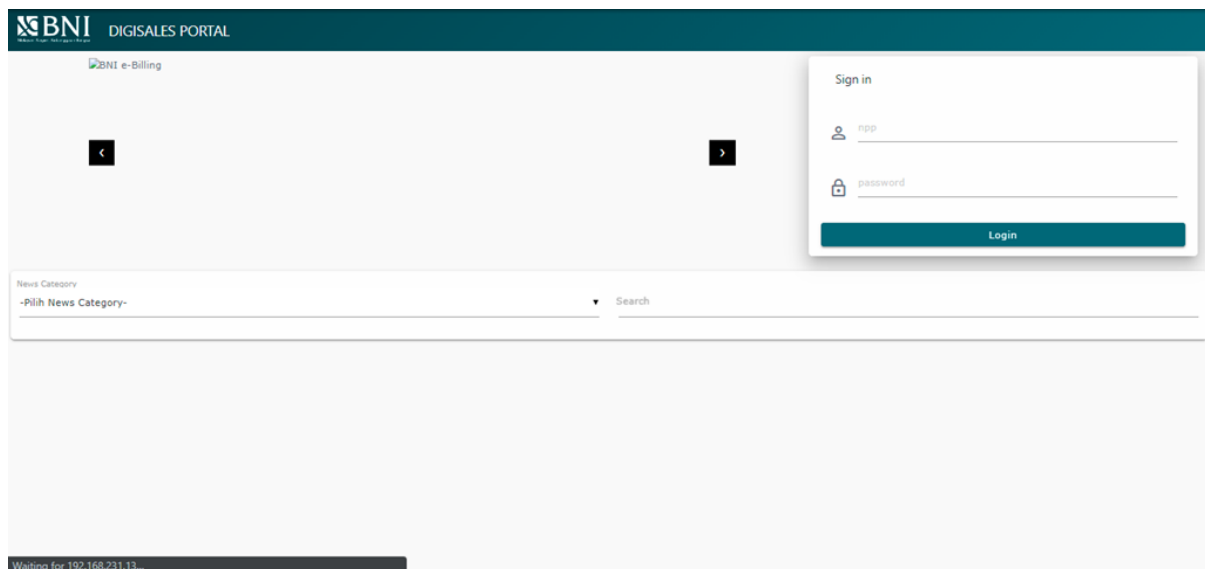 BNI DIGISALES PORTAL
BNI e-Billing
Sign in
npp
password
Login
News Category
-Pilih News Category-
Search
Waiting for 192.168.231.13...